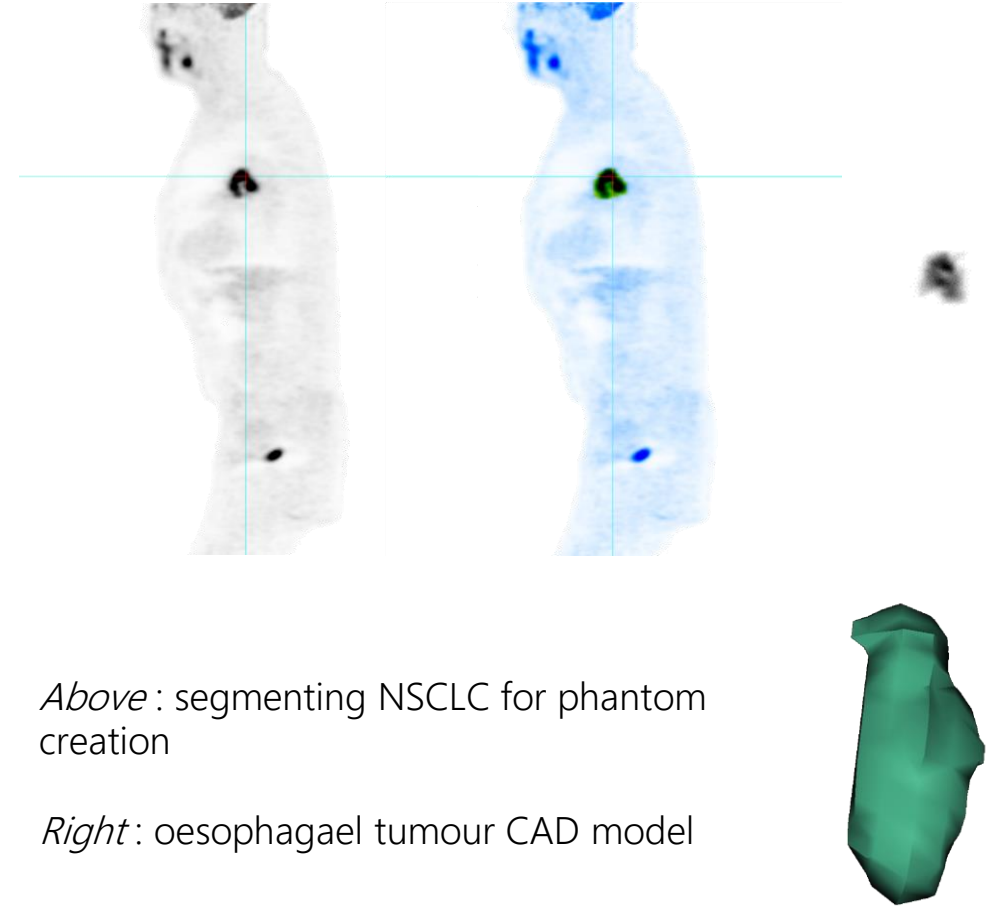 Above : segmenting NSCLC for phantom
creation
Right : oesophagael tumour CAD model